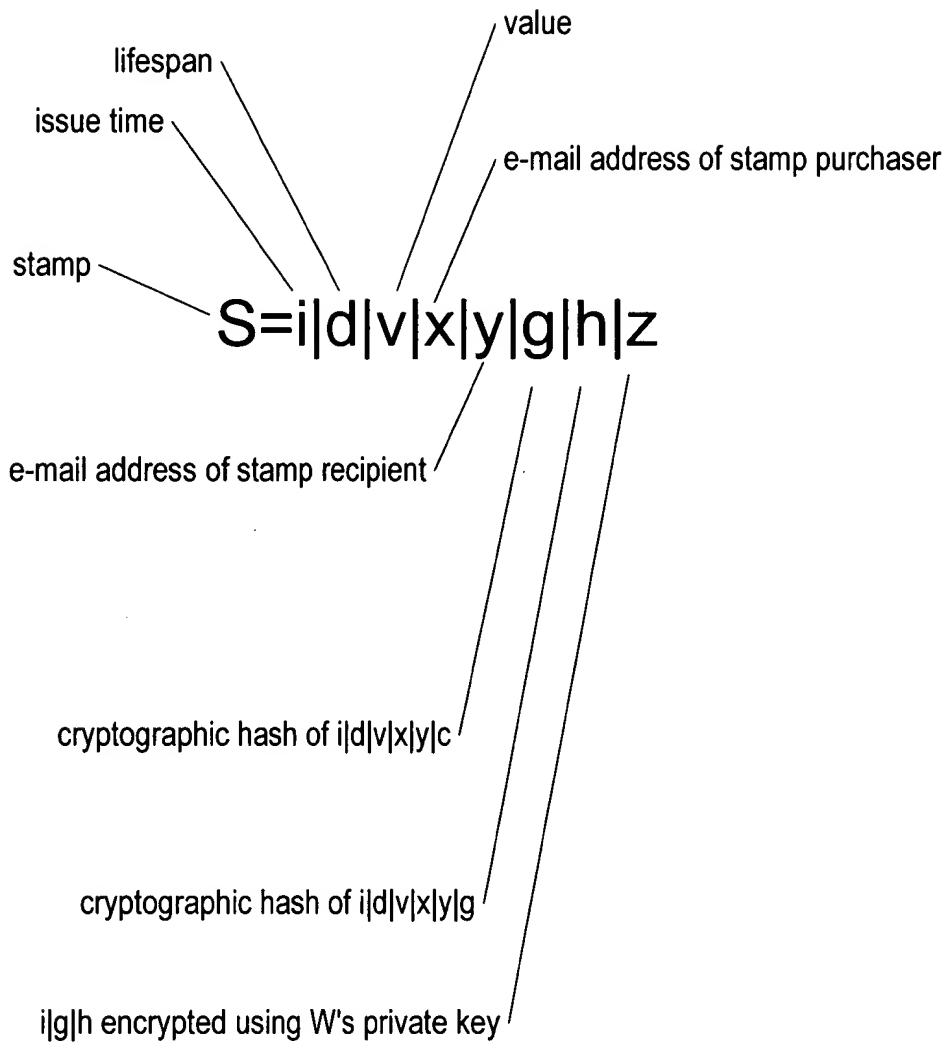 value
lifespan
issue time
e-mail address of stamp purchaser
stamp
S=i|d|v|x|y|g|h|z
e-mail address of stamp recipient
cryptographic hash of i|d|v|x|y|c
cryptographic hash of i|d|v|x|y|g
i|g|h encrypted using W's private key